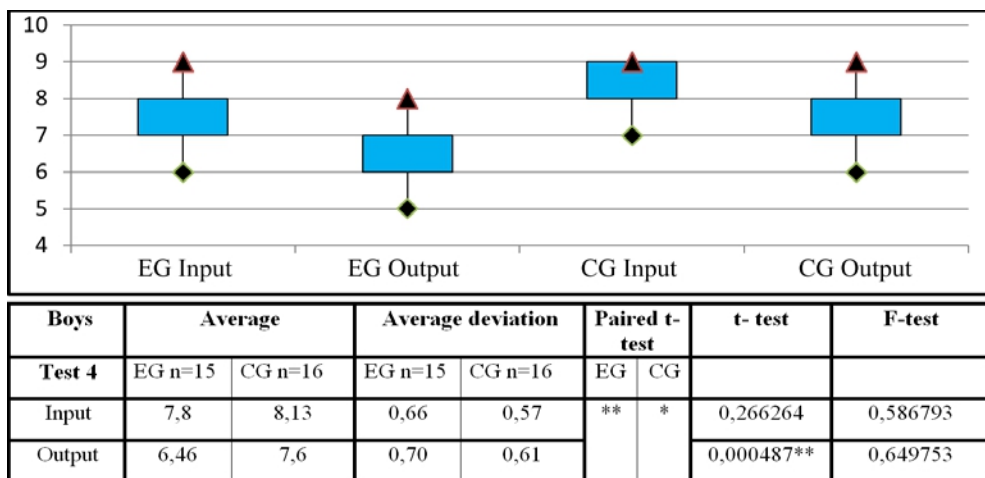 10
9
8
7
6
5
4
EG Input EG Output CG Input CG Output
Boys Average Average deviation Paired t-test t- test F-test
Test 4 EG n=15 CG n=16 EG n=15 CG n=16 EG CG
Input 7,8 8,13 0,66 0,57 ** * 0,266264 0,586793
Output 6,46 7,6 0,70 0,61 0,000487** 0,649753